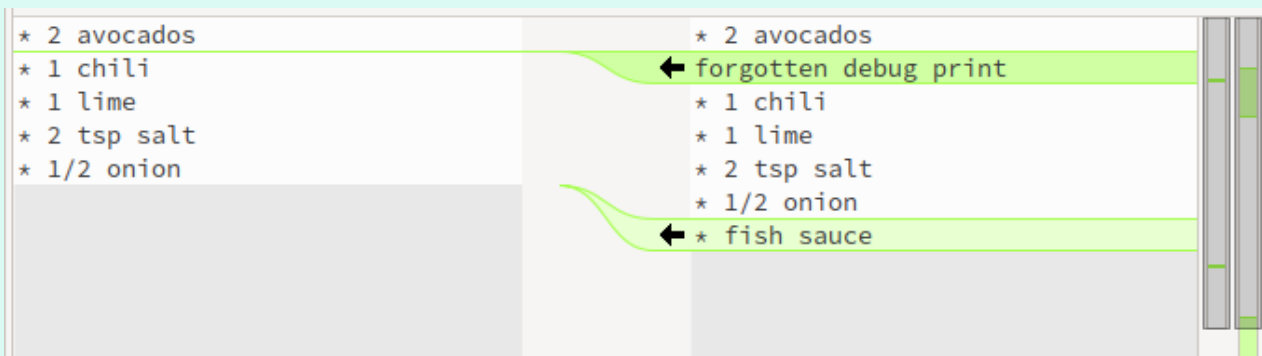 * 2 avocados
* 1 chili
* 1 lime
* 2 tsp salt
* 1/2 onion
* 2 avocados
forgotten debug print
* 1 chili
* 1 lime
* 2 tsp salt
* 1/2 onion
* fish sauce